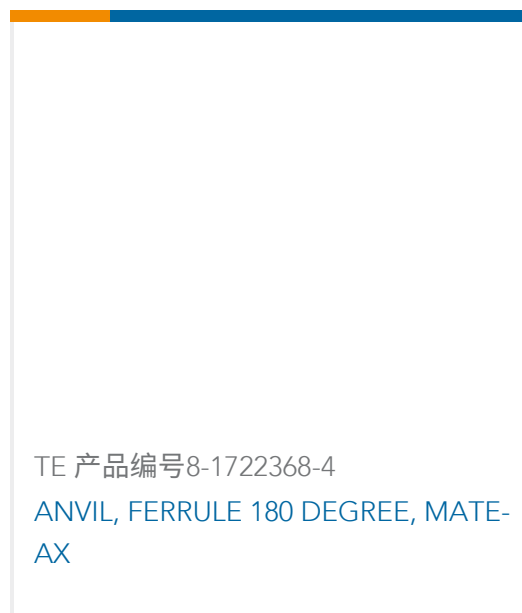 TE 产品编号8-1722368-4
ANVIL, FERRULE 180 DEGREE, MATE-
AX